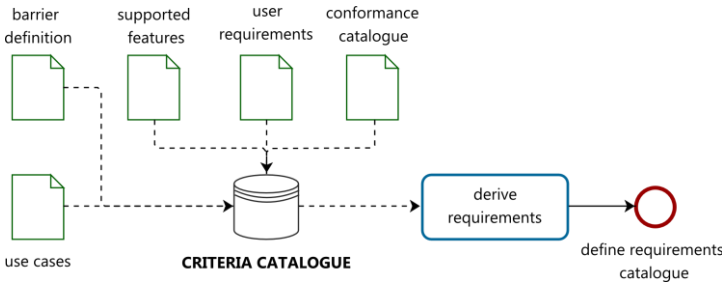 barrier
definition
supported
features
user
requirements
conformance
catalogue
use cases
CRITERIA CATALOGUE
derive
requirements
define requirements
catalogue